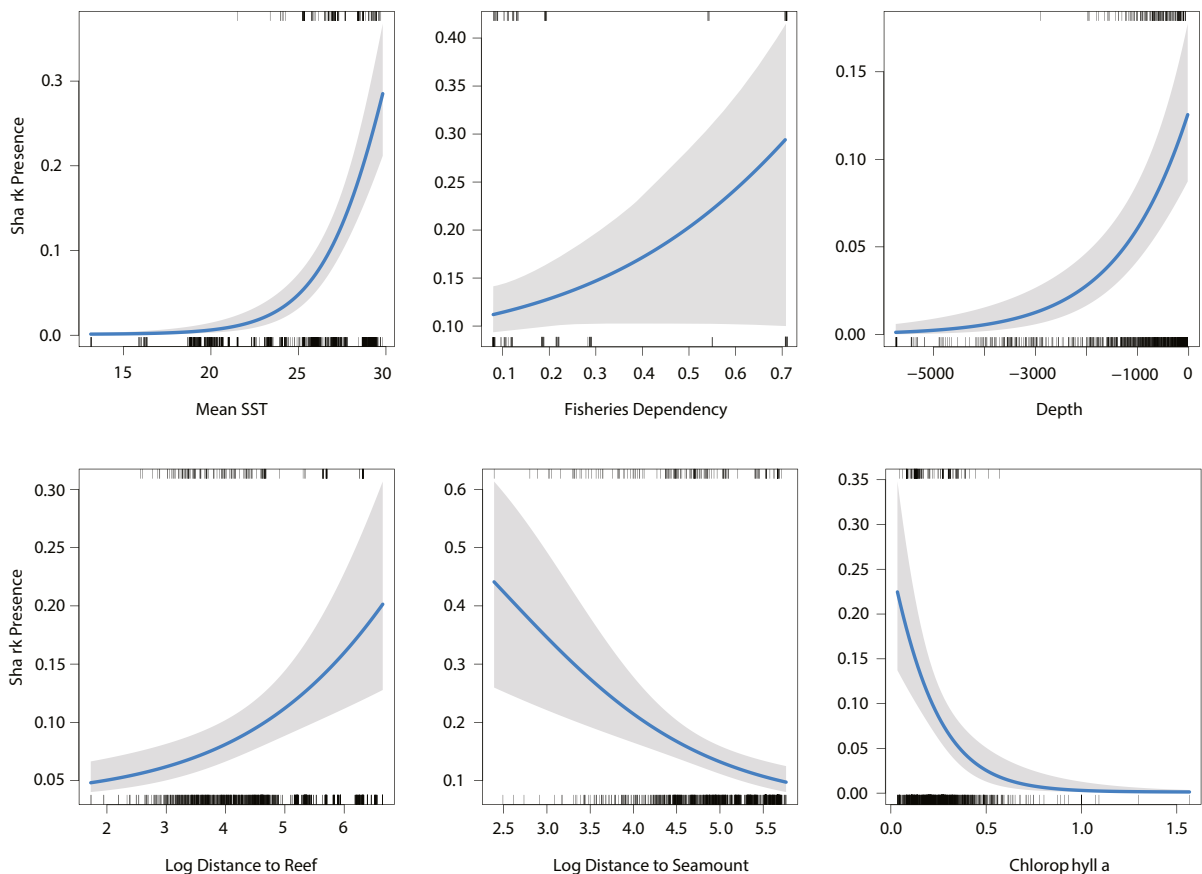 Sha rk Presence
0.3
0.2
0.1
0.0
15 20 25 30
Mean SST
0.40
0.35
0.30
0.25
0.20
0.15
0.10
0.1 0.2 0.3 0.4 0.5 0.6 0.7
Fisheries Dependency
0.15
0.10
0.05
0.00
−5000 −3000 −1000 0
Depth
Sha rk Presence
0.30
0.25
0.20
0.15
0.10
0.05
2 3 4 5 6
Log Distance to Reef
0.6
0.5
0.4
0.3
0.2
0.1
2.5 3.0 3.5 4.0 4.5 5.0 5.5
Log Distance to Seamount
0.35
0.30
0.25
0.20
0.15
0.10
0.05
0.00
0.0 0.5 1.0 1.5
Chlorop hyll a